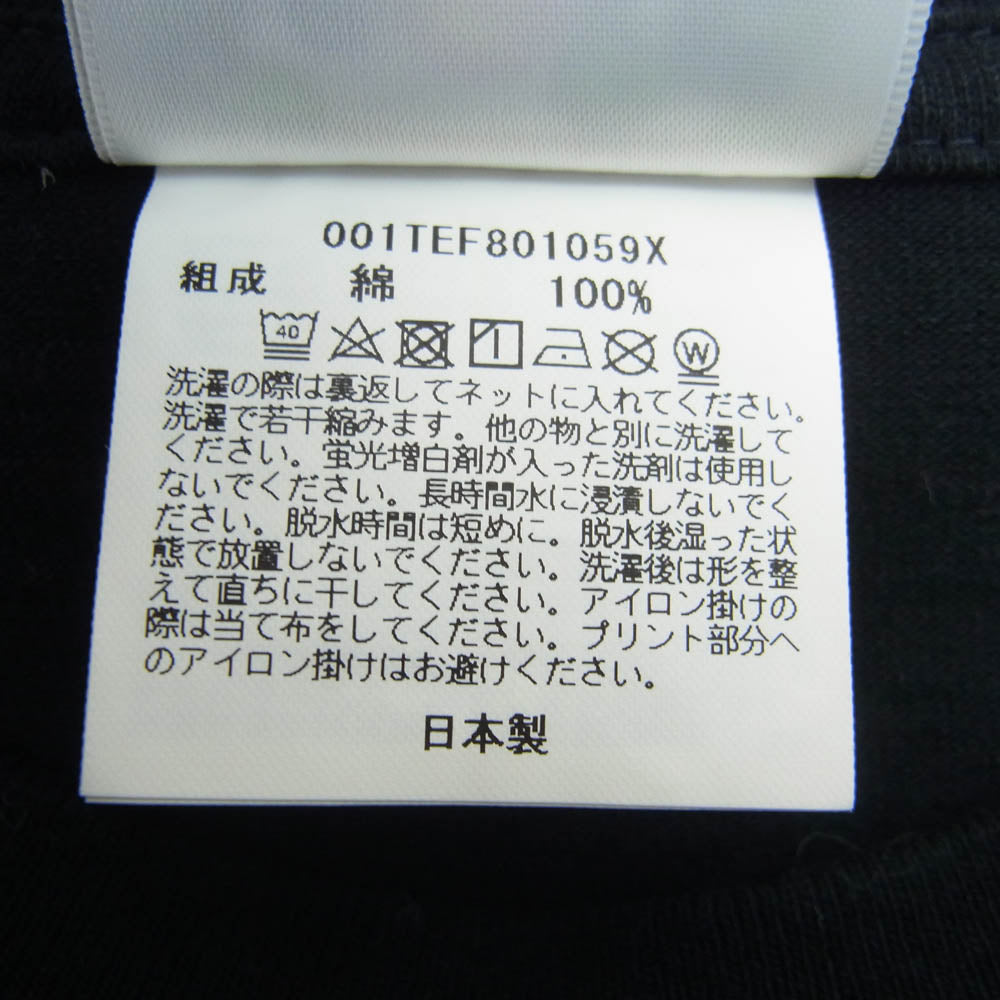 001TEF801059X
組成 綿 100%
40 W
洗濯の際は裏返してネットに入れてください。
洗濯で若干縮みます。他の物と別に洗濯して
ください。蛍光増白剤が入った洗剤は使用し
ないでください。長時間水に浸漬しないでく
ださい。脱水時間は短めに。脱水後湿った状
態で放置しないでください。洗濯後は形を整
えて直ちに干してください。アイロン掛けの
際は当て布をしてください。プリント部分へ
のアイロン掛けはお避けください。
日本製